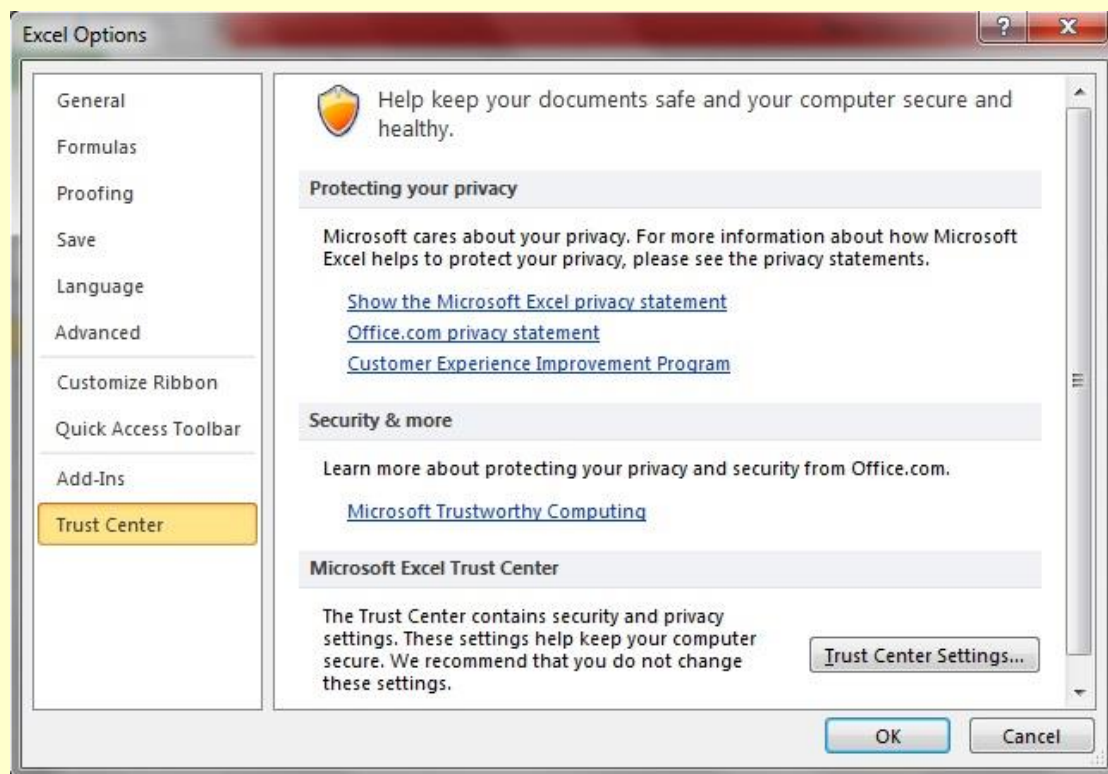 Excel Options
General
Formulas
Proofing
Save
Language
Advanced
Customize Ribbon
Quick Access Toolbar
Add-Ins
Trust Center
Help keep your documents safe and your computer secure and
healthy.
Protecting your privacy
Microsoft cares about your privacy. For more information about how Microsoft
Excel helps to protect your privacy, please see the privacy statements.
Show the Microsoft Excel privacy statement
Office.com privacy statement
Customer Experience Improvement Program
Security & more
Learn more about protecting your privacy and security from Office.com.
Microsoft Trustworthy Computing
Microsoft Excel Trust Center
The Trust Center contains security and privacy
settings. These settings help keep your computer
secure. We recommend that you do not change
these settings.
Trust Center Settings...
OK
Cancel